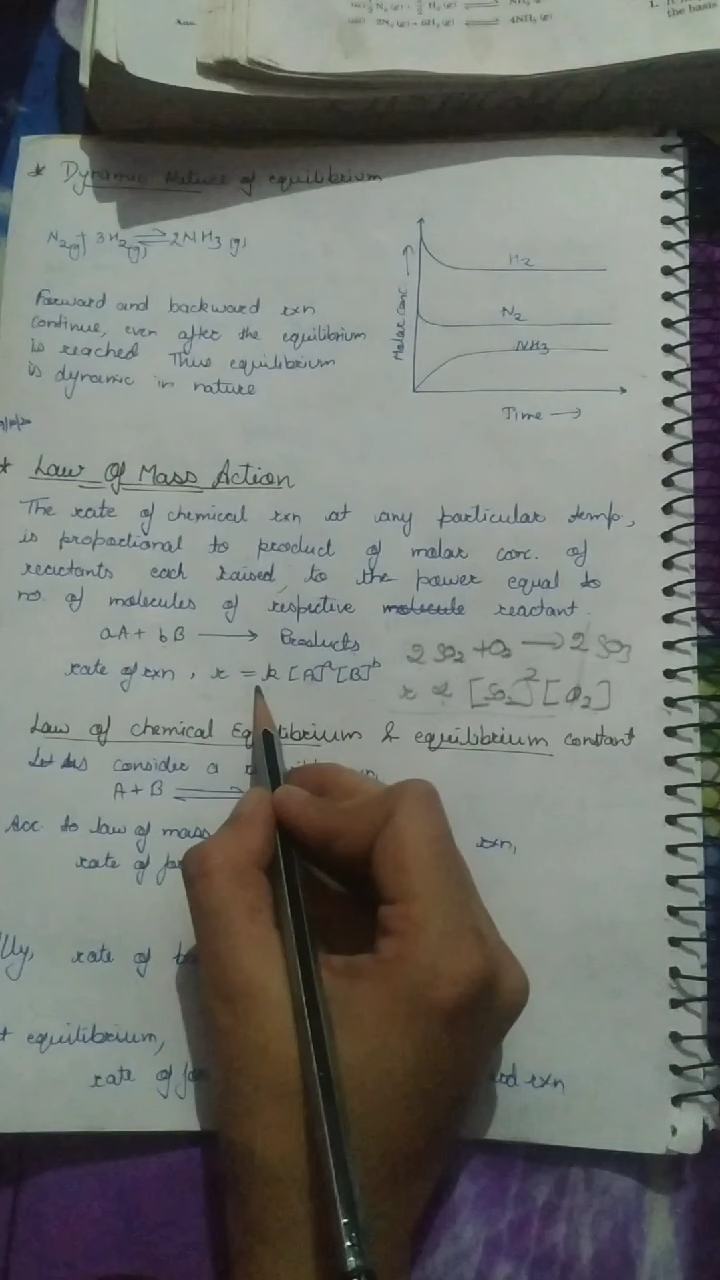 4NH₃ (g)
the basis
* Dynamic Nature of equilibrium
N2(g) + 3H2(g) ⇌ 2NH3(g)
Forward and backward rxn
continue, even after the equilibrium
is reached Thus equilibrium
is dynamic in nature
Molar conc. →
H2
N2
NH3
Time →
* Law Of Mass Action
The rate of chemical rxn at any particular temp,
is propotional to product of molar conc. of
reactants each raised to the power equal to
no. of molecules of respective reactant.
aA + bB → Products
rate of rxn, r = k [A]ᵃ [B]ᵇ
2SO2 + O2 → 2SO3
r ∝ [SO2]² [O2]
Law of chemical Equilibrium & equilibrium constant
Let us consider a
A + B ⇌
Acc to law of mass rxn,
rate of
lly, rate of
equilibrium,
rate of rxn